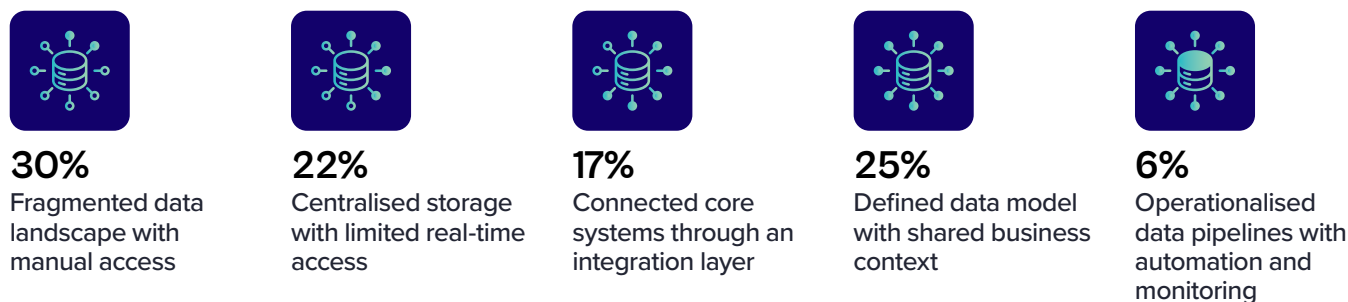 30%
Fragmented data
landscape with
manual access
22%
Centralised storage
with limited real-time
access
17%
Connected core
systems through an
integration layer
25%
Defined data model
with shared business
context
6%
Operationalised
data pipelines with
automation and
monitoring